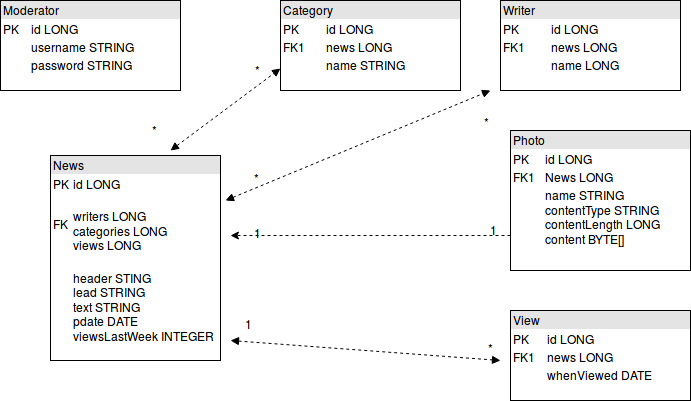 Moderator
PK id LONG
username STRING
password STRING
Category
PK id LONG
FK1 news LONG
name STRING
Writer
PK id LONG
FK1 news LONG
name LONG
*
*
*
*
News
PK id LONG
writers LONG
FK categories LONG
views LONG
header STING
lead STRING
text STRING
pdate DATE
viewsLastWeek INTEGER
Photo
PK id LONG
FK1 News LONG
name STRING
contentType STRING
contentLength LONG
content BYTE[]
1
1
1
*
View
PK id LONG
FK1 news LONG
whenViewed DATE